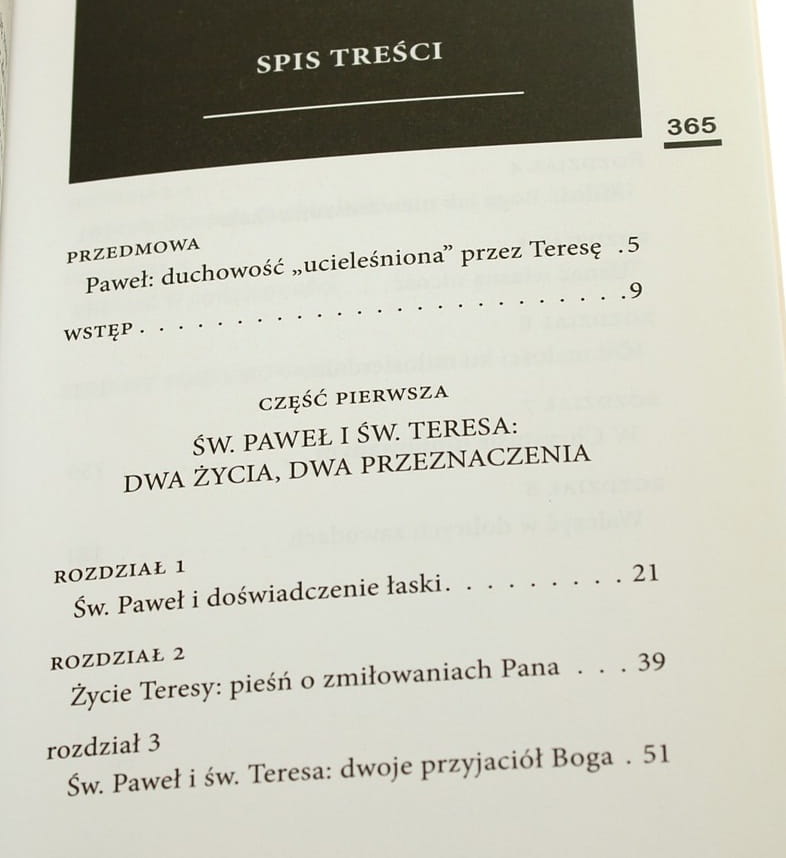 SPIS TREŚCI
365
PRZEDMOWA
Paweł: duchowość „ucieleśniona” przez Teresę .5
WSTĘP . . . . . . . . . . . . . . . . . . . . . . . . . .9
CZĘŚĆ PIERWSZA
ŚW. PAWEŁ I ŚW. TERESA:
DWA ŻYCIA, DWA PRZEZNACZENIA
ROZDZIAŁ 1
Św. Paweł i doświadczenie łaski. . . . . . . . . . 21
ROZDZIAŁ 2
Życie Teresy: pieśń o zmiłowaniach Pana . . . 39
rozdział 3
Św. Paweł i św. Teresa: dwoje przyjaciół Boga . 51